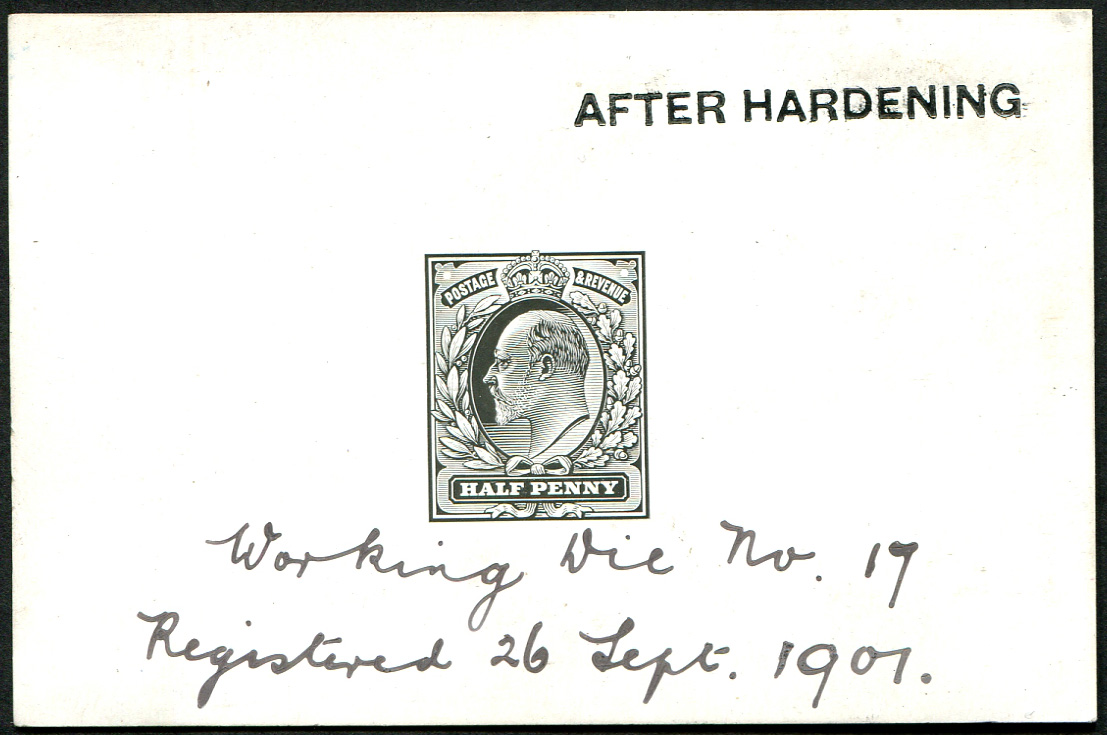 AFTER HARDENING
POSTAGE & REVENUE
HALF PENNY
Working Die No. 17
Registered 26 Sept. 1901.